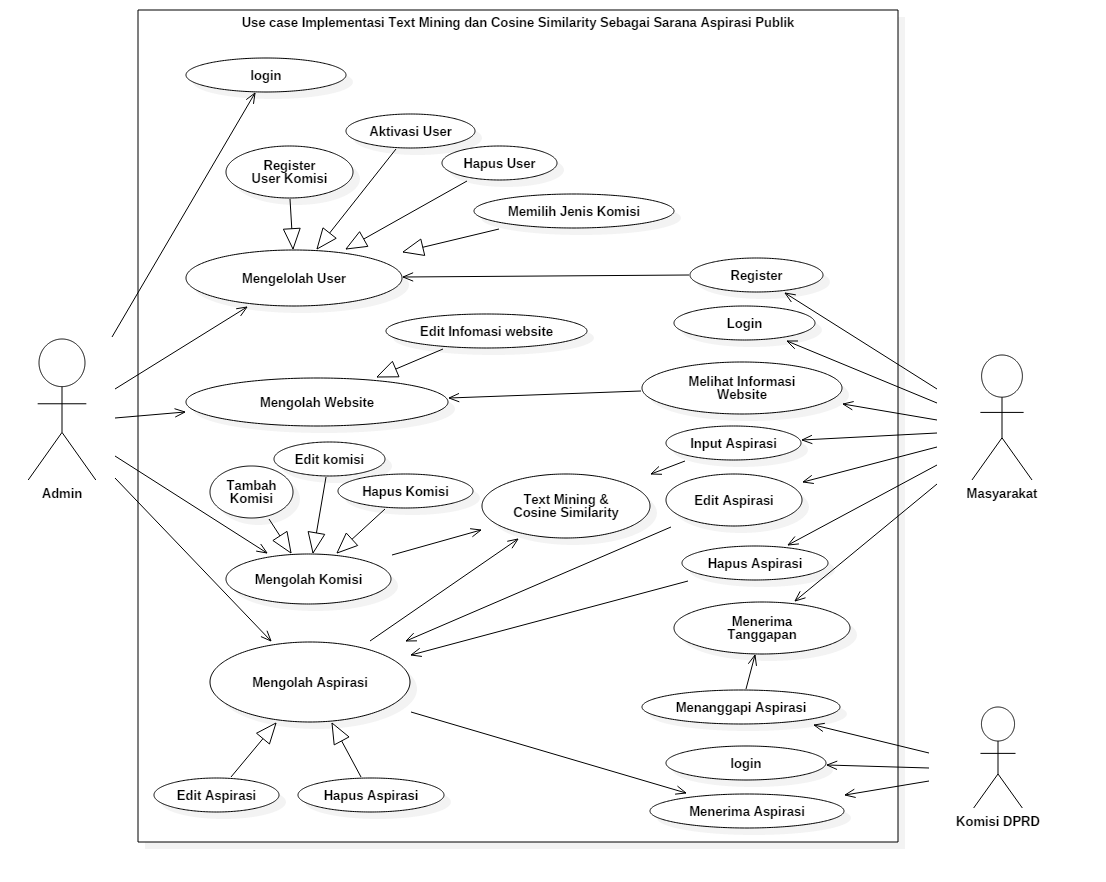 Use case Implementasi Text Mining dan Cosine Similarity Sebagai Sarana Aspirasi Publik
login
Aktivasi User
Register
User Komisi
Hapus User
Memilih Jenis Komisi
Mengelolah User
Register
Edit Infomasi website
Login
Mengolah Website
Melihat Informasi
Website
Edit komisi
Input Aspirasi
Tambah
Komisi
Hapus Komisi
Text Mining &
Cosine Similarity
Edit Aspirasi
Admin
Masyarakat
Mengolah Komisi
Hapus Aspirasi
Menerima
Tanggapan
Mengolah Aspirasi
Menanggapi Aspirasi
login
Edit Aspirasi
Hapus Aspirasi
Menerima Aspirasi
Komisi DPRD